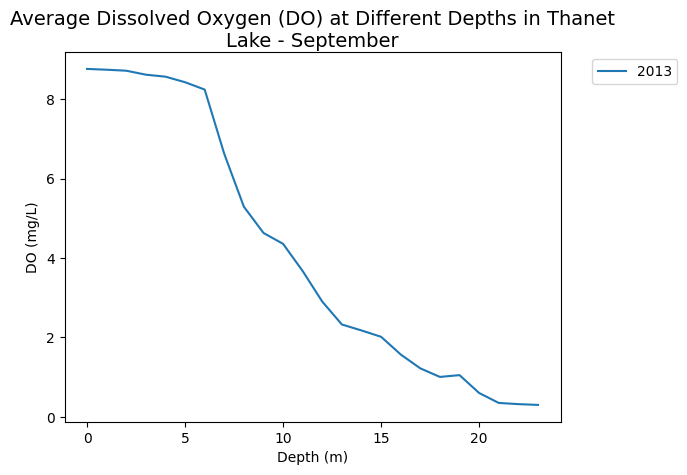 Average Dissolved Oxygen (DO) at Different Depths in Thanet
Lake - September
2013
8
6
4
2
0
DO (mg/L)
0
5
10
15
20
Depth (m)